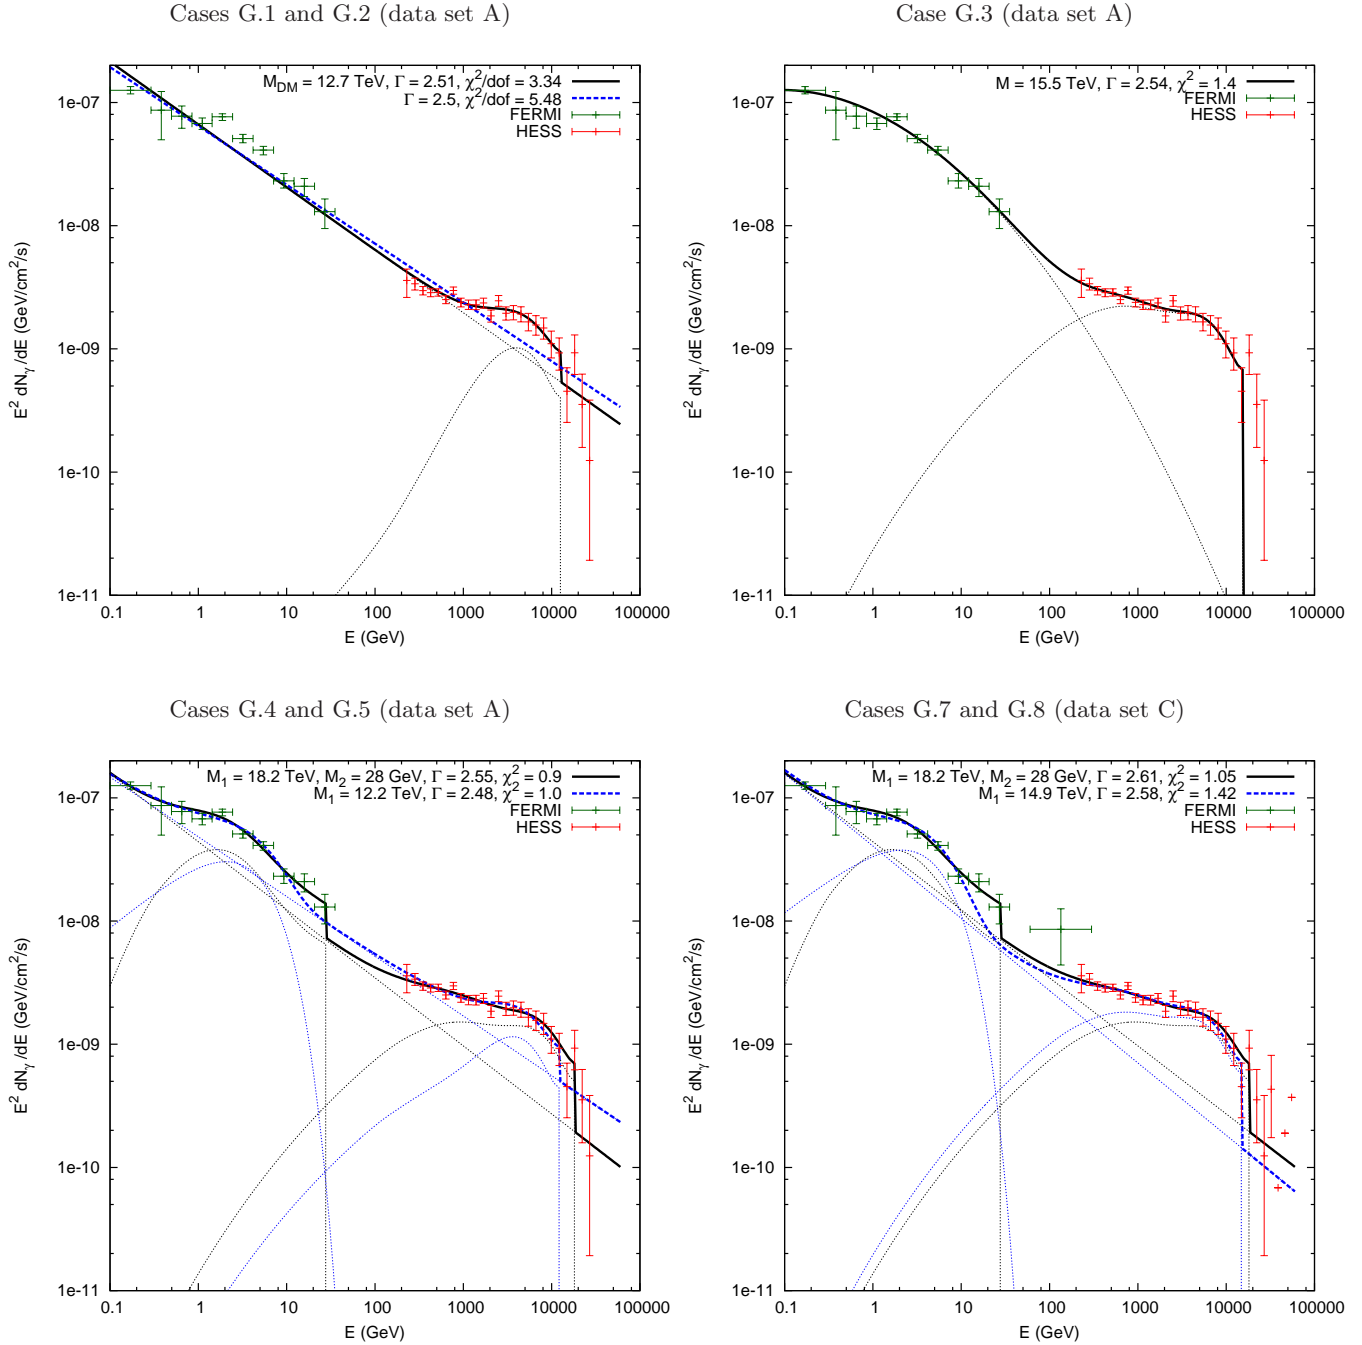 Cases G.1 and G.2 (data set A)
Case G.3 (data set A)
M_DM = 12.7 TeV, Γ = 2.51, χ²/dof = 3.34
Γ = 2.5, χ²/dof = 5.48
FERMI
HESS
1e-07
1e-08
1e-09
1e-10
1e-11
0.1 1 10 100 1000 10000 100000
E² dN_γ/dE (GeV/cm²/s)
E (GeV)
M = 15.5 TeV, Γ = 2.54, χ² = 1.4
FERMI
HESS
1e-07
1e-08
1e-09
1e-10
1e-11
0.1 1 10 100 1000 10000 100000
E² dN_γ/dE (GeV/cm²/s)
E (GeV)
Cases G.4 and G.5 (data set A)
Cases G.7 and G.8 (data set C)
M₁ = 18.2 TeV, M₂ = 28 GeV, Γ = 2.55, χ² = 0.9
M₁ = 12.2 TeV, Γ = 2.48, χ² = 1.0
FERMI
HESS
1e-07
1e-08
1e-09
1e-10
1e-11
0.1 1 10 100 1000 10000 100000
E² dN_γ/dE (GeV/cm²/s)
E (GeV)
M₁ = 18.2 TeV, M₂ = 28 GeV, Γ = 2.61, χ² = 1.05
M₁ = 14.9 TeV, Γ = 2.58, χ² = 1.42
FERMI
HESS
1e-07
1e-08
1e-09
1e-10
1e-11
0.1 1 10 100 1000 10000 100000
E² dN_γ/dE (GeV/cm²/s)
E (GeV)